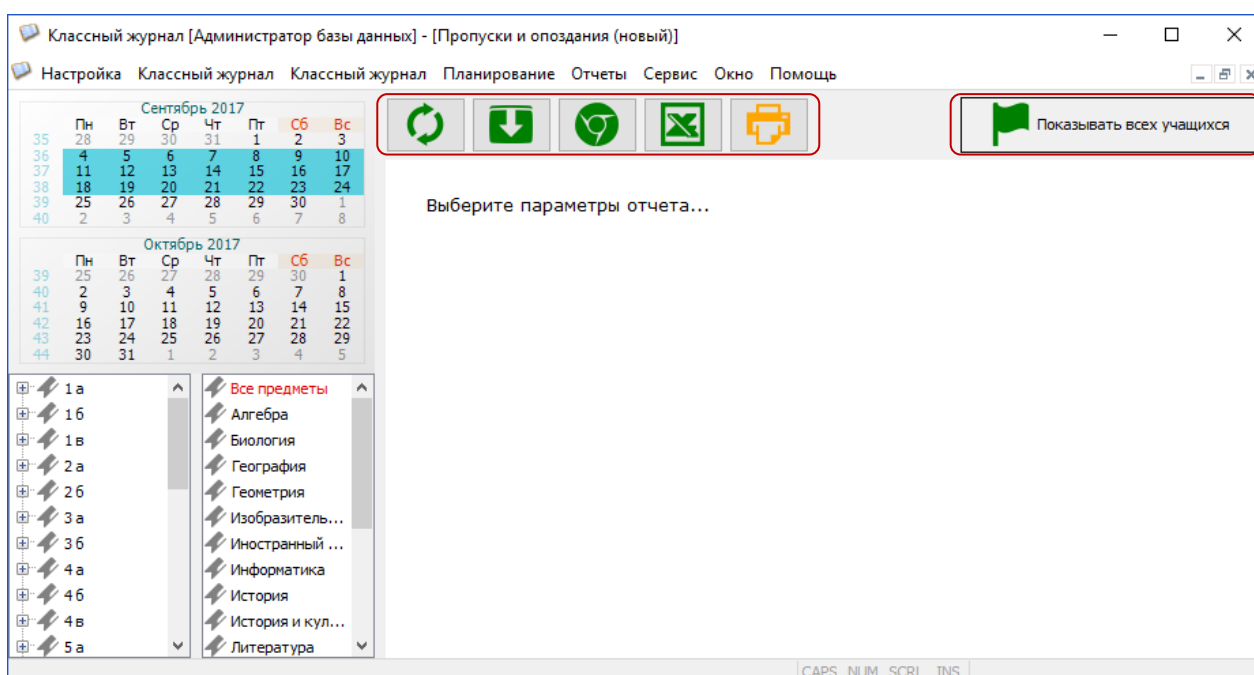 Классный журнал [Администратор базы данных] - [Пропуски и опоздания (новый)]
Настройка Классный журнал Классный журнал Планирование Отчеты Сервис Окно Помощь
Сентябрь 2017
Пн Вт Ср Чт Пт Сб Вс
35 28 29 30 31 1 2 3
36 4 5 6 7 8 9 10
37 11 12 13 14 15 16 17
38 18 19 20 21 22 23 24
39 25 26 27 28 29 30 1
40 2 3 4 5 6 7 8
Октябрь 2017
Пн Вт Ср Чт Пт Сб Вс
39 25 26 27 28 29 30 1
40 2 3 4 5 6 7 8
41 9 10 11 12 13 14 15
42 16 17 18 19 20 21 22
43 23 24 25 26 27 28 29
44 30 31 1 2 3 4 5
1 а
1 б
1 в
2 а
2 б
3 а
3 б
4 а
4 б
4 в
5 а
Все предметы
Алгебра
Биология
География
Геометрия
Изобразитель...
Иностранный ...
Информатика
История
История и кул...
Литература
Показывать всех учащихся
Выберите параметры отчета...
CAPS NUM SCRL INS